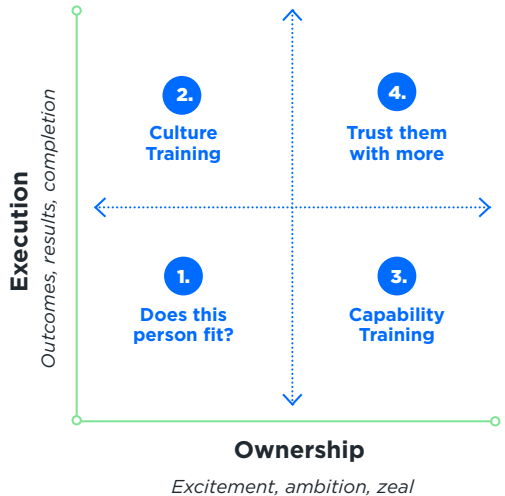 Execution
Outcomes, results, completion
2.
Culture
Training
4.
Trust them
with more
1.
Does this
person fit?
3.
Capability
Training
Ownership
Excitement, ambition, zeal